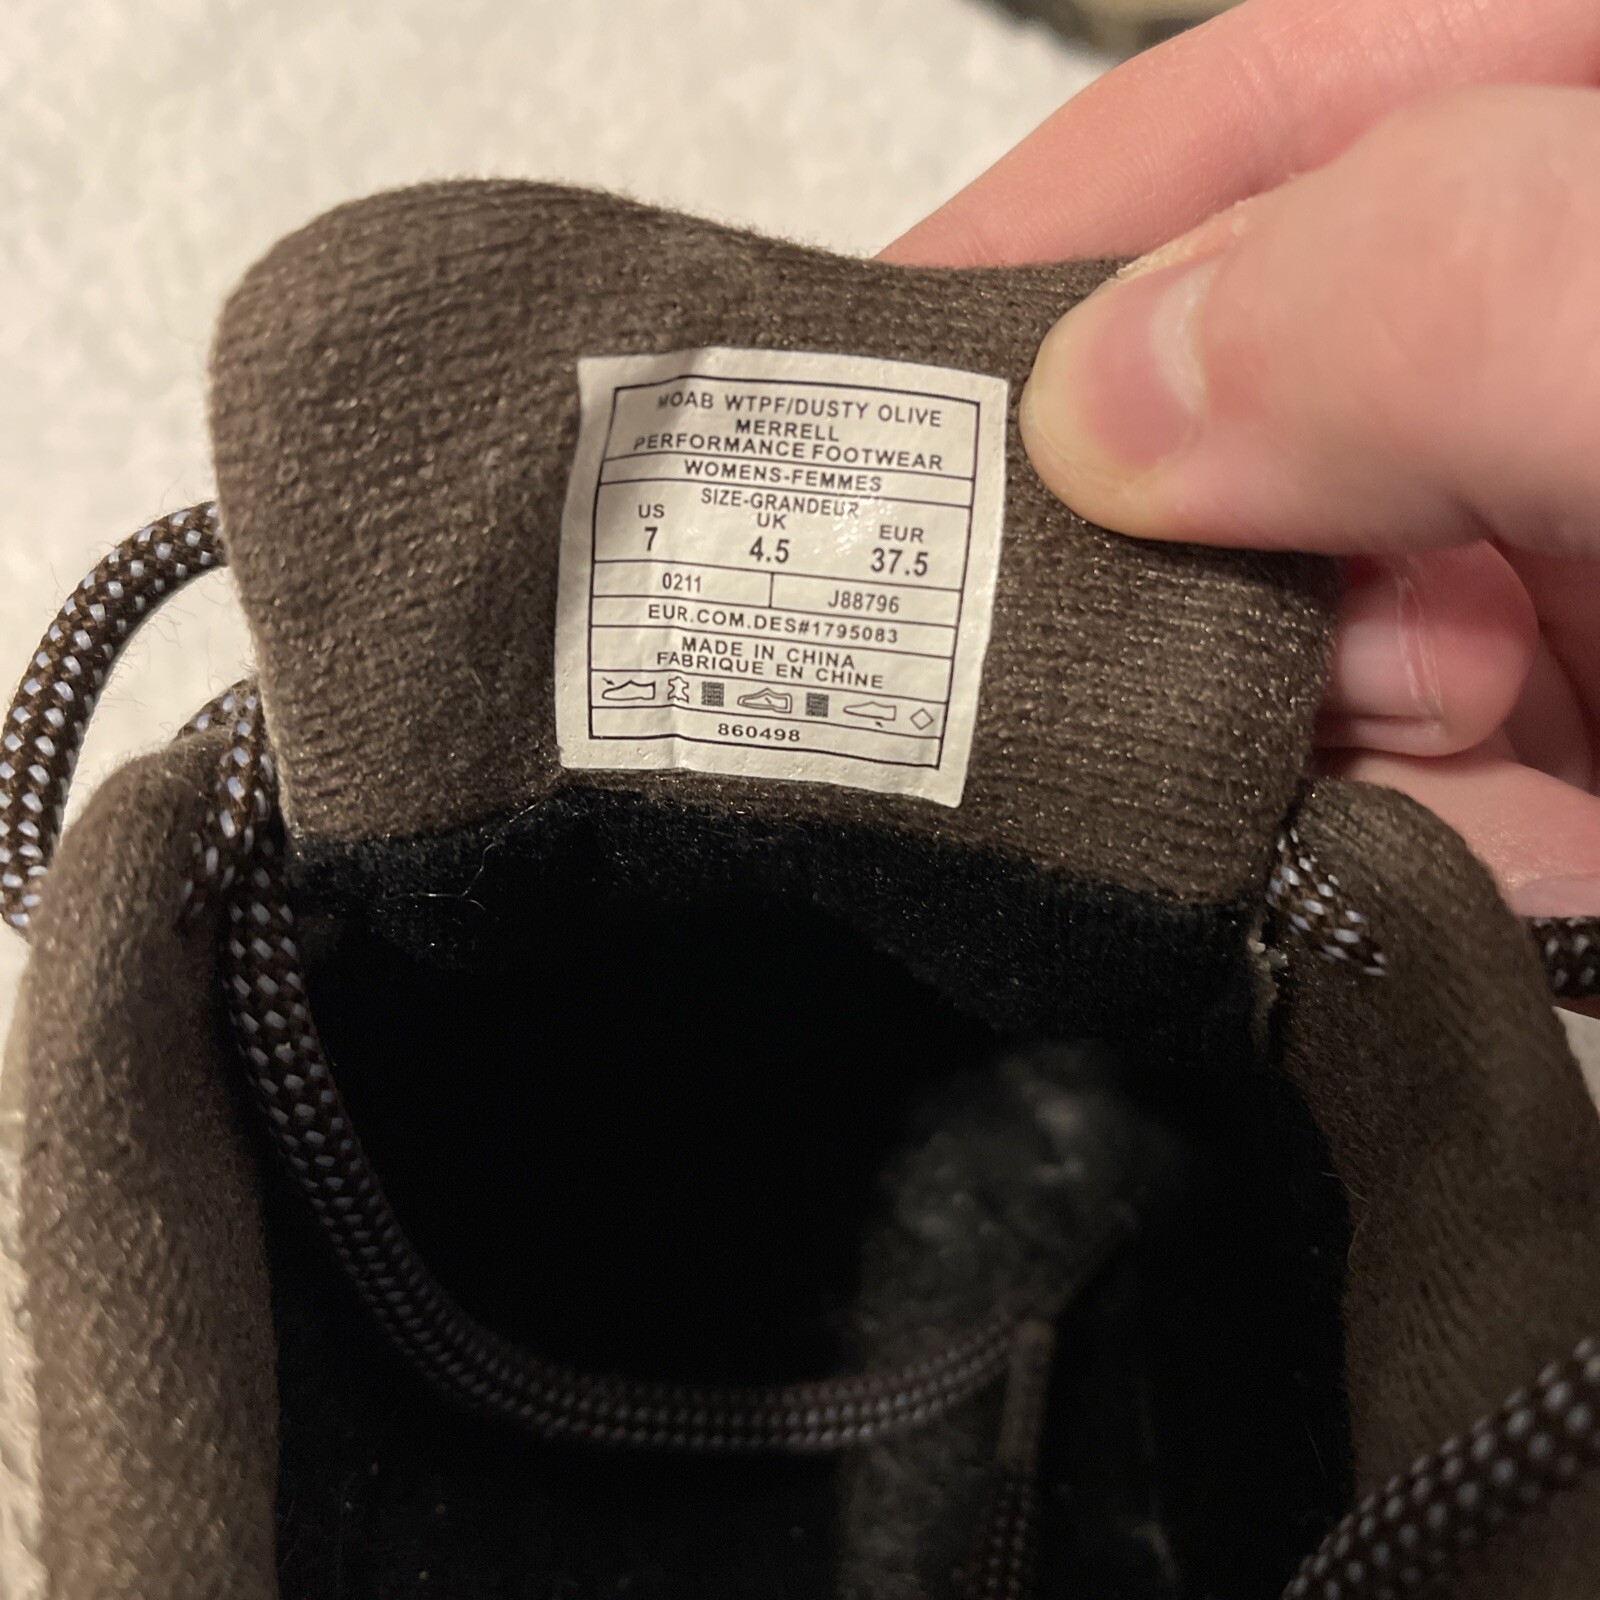 MOAB WTPF/DUSTY OLIVE
MERRELL
PERFORMANCE FOOTWEAR
WOMENS-FEMMES
SIZE-GRANDEUR
US UK EUR
7 4.5 37.5
0211 J88796
EUR.COM.DES#1795083
MADE IN CHINA
FABRIQUE EN CHINE
860498